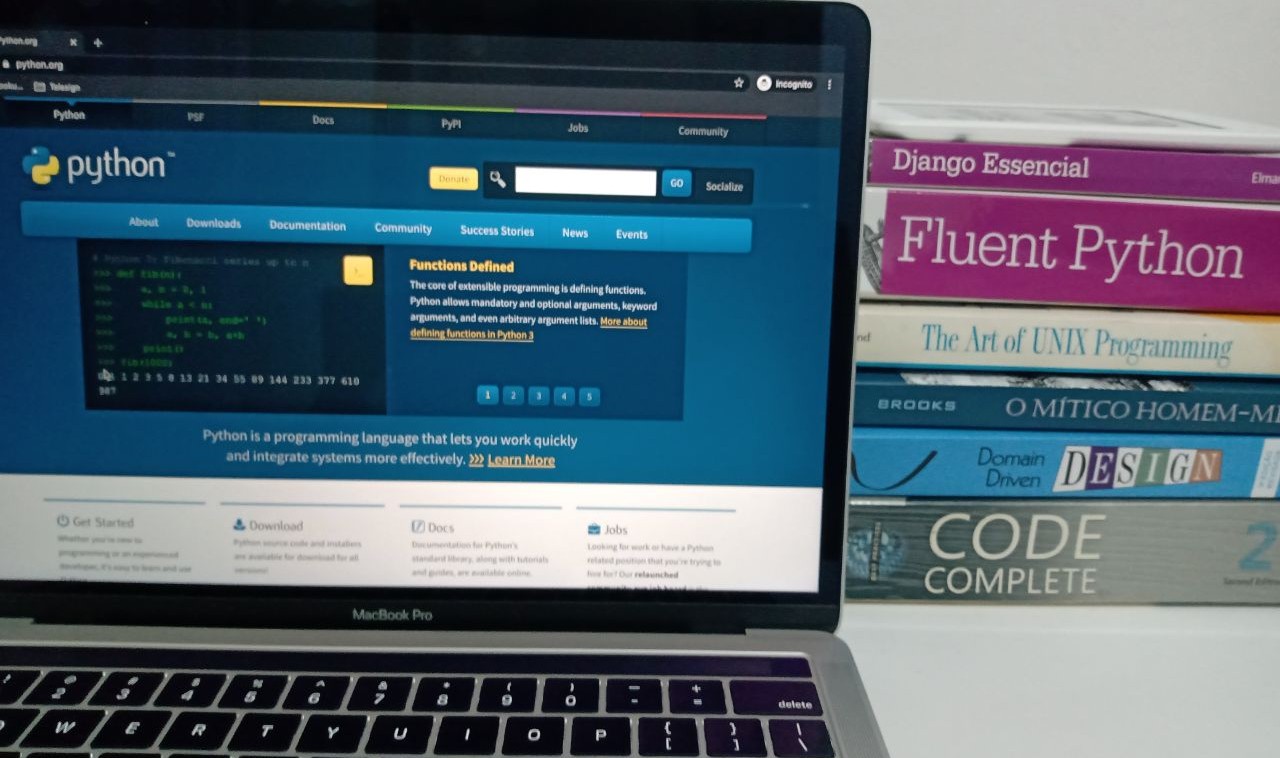 Python.org
python.org
Telesign
Incognito
Python PSF Docs PyPI Jobs Community
python™
Donate
GO
Socialize
About Downloads Documentation Community Success Stories News Events
# Python 3: Fibonacci series up to n
>>> def fib(n):
>>> a, b = 0, 1
>>> while a < n:
>>> print(a, end=' ')
>>> a, b = b, a+b
>>> print()
>>> fib(1000)
1 2 3 5 8 13 21 34 55 89 144 233 377 610
987
>_
Functions Defined
The core of extensible programming is defining functions.
Python allows mandatory and optional arguments, keyword
arguments, and even arbitrary argument lists. More about
defining functions in Python 3
1 2 3 4 5
Python is a programming language that lets you work quickly
and integrate systems more effectively. >>> Learn More
Get Started
Whether you're new to
programming or an experienced
developer, it's easy to learn and use
Download
Python source code and installers
are available for download for all
versions!
Docs
Documentation for Python's
standard library, along with tutorials
and guides, are available online.
Jobs
Looking for work or have a Python
related position that you're trying to
hire for? Our relaunched
MacBook Pro
@ # $ % ^ & * ( ) _ +
2 3 4 5 6 7 8 9 0 - = delete
W E R T Y U I O P { [ } ] | \
Django Essencial
Fluent Python
The Art of UNIX Programming
BROOKS O MÍTICO HOMEM-M
Domain
Driven
DESIGN
CODE
COMPLETE
2
Second Edition